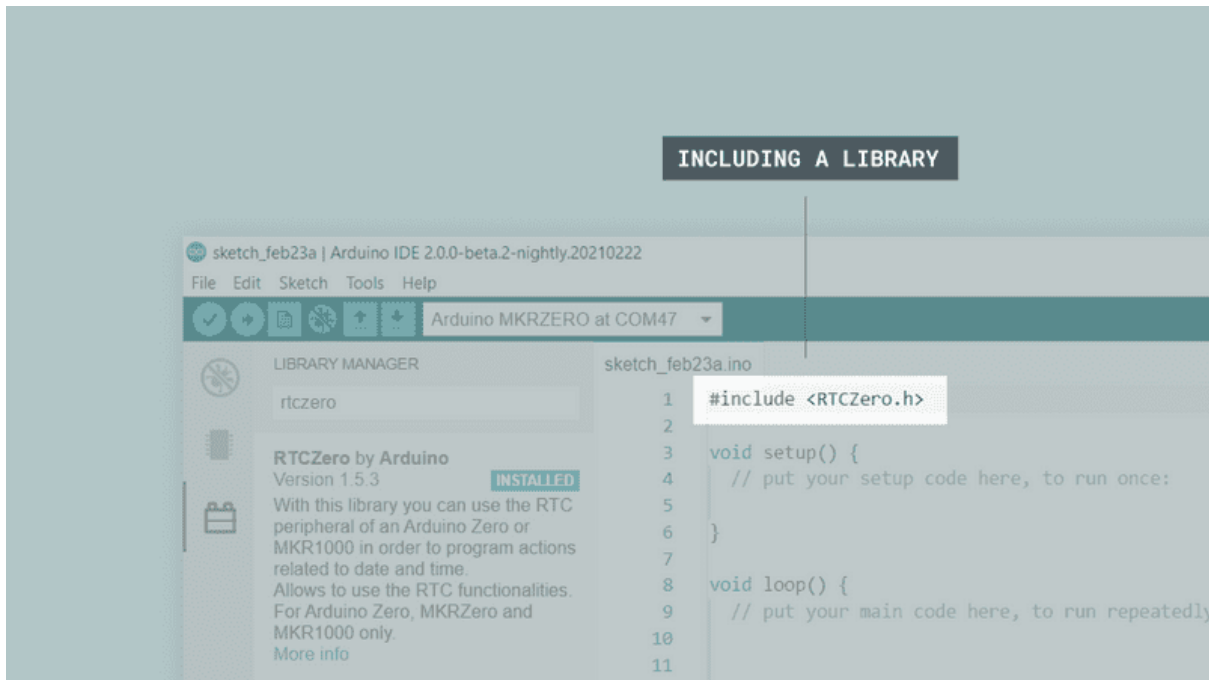 INCLUDING A LIBRARY
sketch_feb23a | Arduino IDE 2.0.0-beta.2-nightly.20210222
File Edit Sketch Tools Help
Arduino MKRZERO at COM47
LIBRARY MANAGER
rtczero
RTCZero by Arduino
Version 1.5.3 INSTALLED
With this library you can use the RTC
peripheral of an Arduino Zero or
MKR1000 in order to program actions
related to date and time.
Allows to use the RTC functionalities.
For Arduino Zero, MKRZero and
MKR1000 only.
More info
sketch_feb23a.ino
1 #include <RTCZero.h>
2
3 void setup() {
4 // put your setup code here, to run once:
5
6 }
7
8 void loop() {
9 // put your main code here, to run repeatedly
10
11